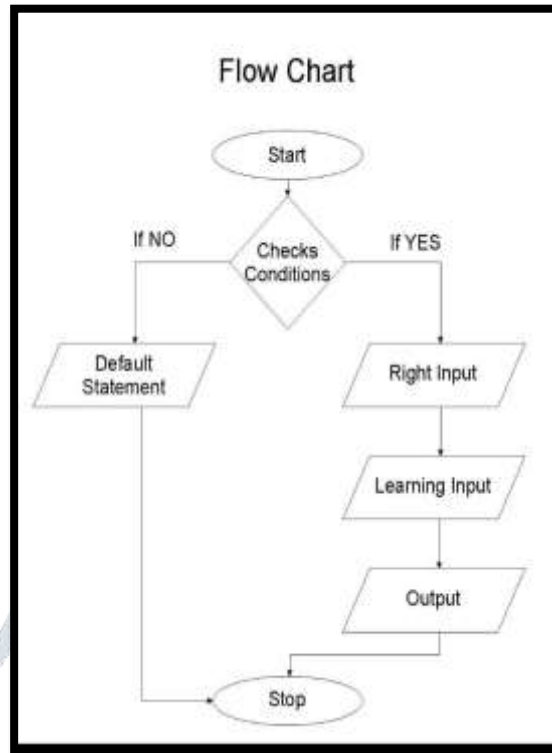 Flow Chart
Start
If NO
Checks
Conditions
If YES
Default
Statement
Right Input
Learning Input
Output
Stop